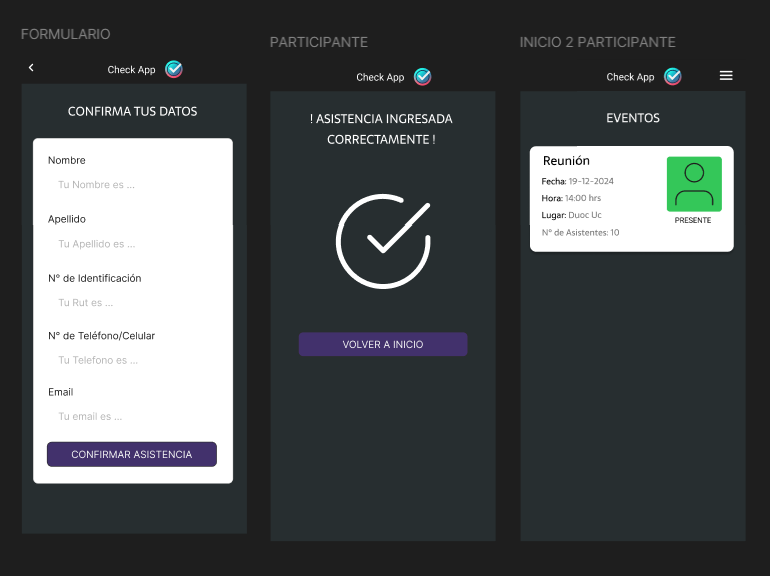 FORMULARIO
Check App
CONFIRMA TUS DATOS
Nombre
Tu Nombre es ...
Apellido
Tu Apellido es ...
N° de Identificación
Tu Rut es ...
N° de Teléfono/Celular
Tu Telefono es ...
Email
Tu email es ...
CONFIRMAR ASISTENCIA
PARTICIPANTE
Check App
! ASISTENCIA INGRESADA
CORRECTAMENTE !
VOLVER A INICIO
INICIO 2 PARTICIPANTE
Check App
EVENTOS
Reunión
Fecha: 19-12-2024
Hora: 14:00 hrs
Lugar: Duoc Uc
N° de Asistentes: 10
PRESENTE